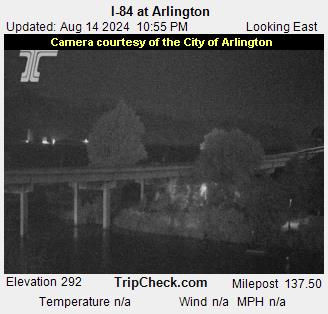 I-84 at Arlington
Updated: Aug 14 2024 10:55 PM Looking East
Camera courtesy of the City of Arlington
Elevation 292 TripCheck.com Milepost 137.50
Temperature n/a Wind n/a MPH n/a